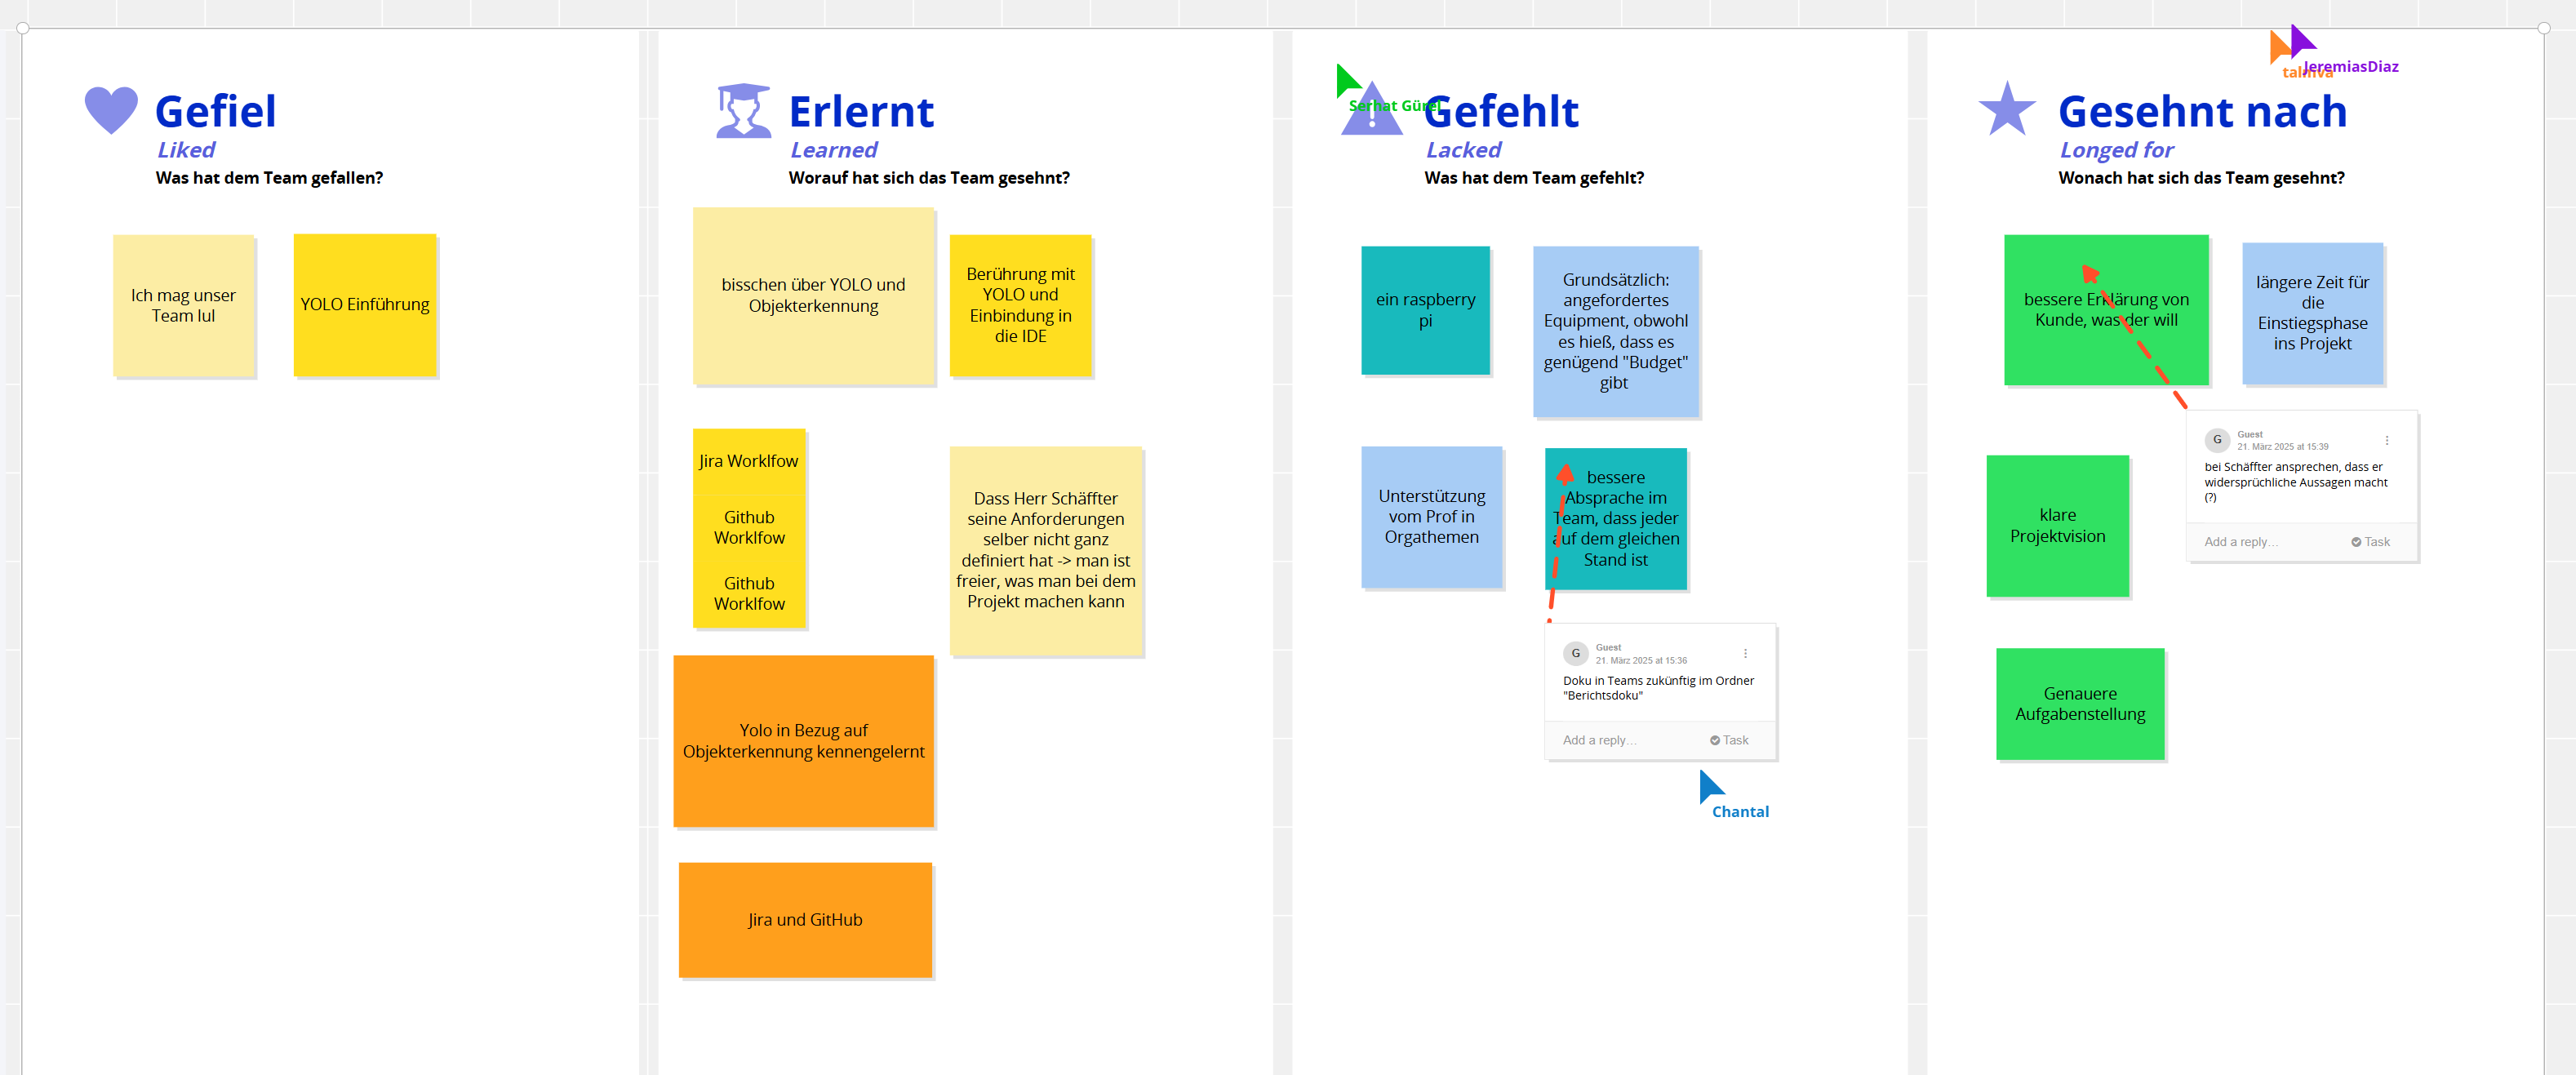 Gefiel
Liked
Was hat dem Team gefallen?
Ich mag unser
Team lul
YOLO Einführung
Erlernt
Learned
Worauf hat sich das Team gesehnt?
bisschen über YOLO und
Objekterkennung
Berührung mit
YOLO und
Einbindung in
die IDE
Jira Worklfow
Github
Worklfow
Github
Worklfow
Dass Herr Schäffter
seine Anforderungen
selber nicht ganz
definiert hat -> man ist
freier, was man bei dem
Projekt machen kann
Yolo in Bezug auf
Objekterkennung kennengelernt
Jira und GitHub
Serhat Gürel
Gefehlt
Lacked
Was hat dem Team gefehlt?
ein raspberry
pi
Grundsätzlich:
angefordertes
Equipment, obwohl
es hieß, dass es
genügend "Budget"
gibt
Unterstützung
vom Prof in
Orgathemen
bessere
Absprache im
Team, dass jeder
auf dem gleichen
Stand ist
G
Guest
21. März 2025 at 15:36
Doku in Teams zukünftig im Ordner
"Berichtsdoku"
Add a reply...
Task
Chantal
JeremiasDiaz
Gesehnt nach
Longed for
Wonach hat sich das Team gesehnt?
bessere Erklärung von
Kunde, was der will
längere Zeit für
die
Einstiegsphase
ins Projekt
G
Guest
21. März 2025 at 15:39
bei Schäffter ansprechen, dass er
widersprüchliche Aussagen macht
(?)
Add a reply...
Task
klare
Projektvision
Genauere
Aufgabenstellung